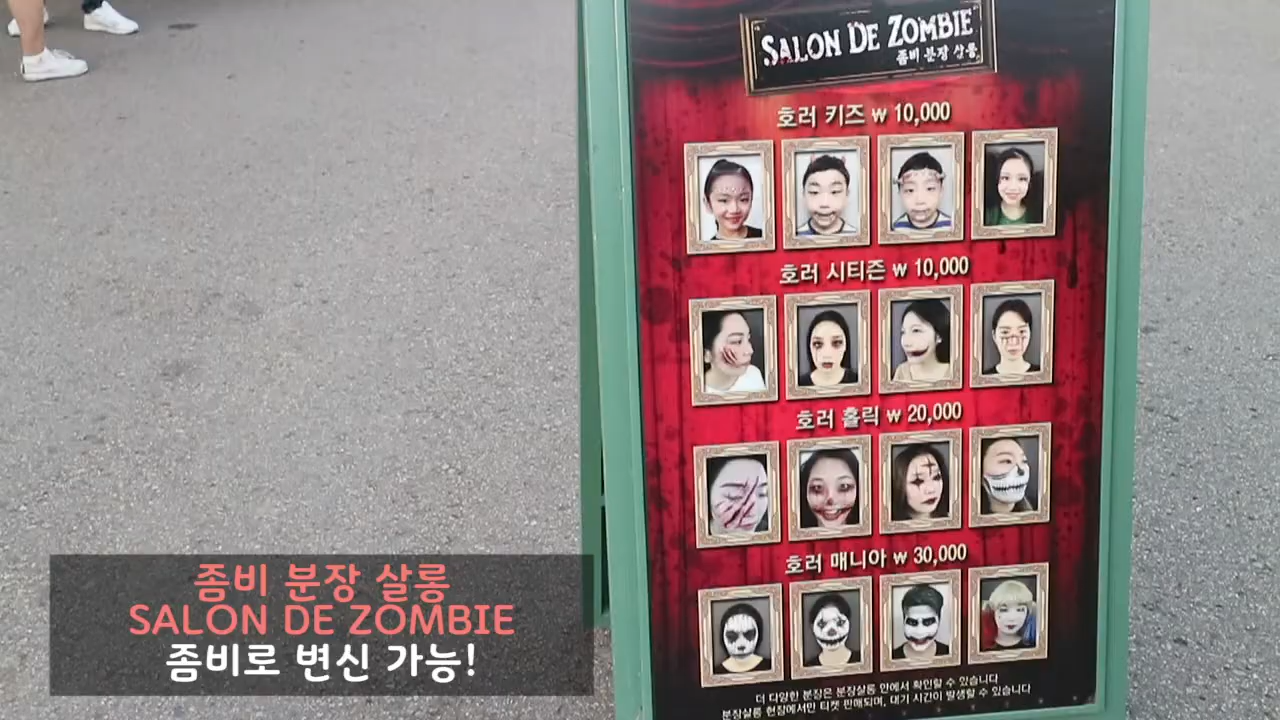 SALON DE ZOMBIE
좀비 분장 살롱
호러 키즈 ₩ 10,000
호러 시티즌 ₩ 10,000
호러 홀릭 ₩ 20,000
호러 매니아 ₩ 30,000
더 다양한 분장은 분장살롱 안에서 확인할 수 있습니다
분장살롱 현장에서만 티켓 판매되며, 대기 시간이 발생할 수 있습니다
좀비 분장 살롱
SALON DE ZOMBIE
좀비로 변신 가능!